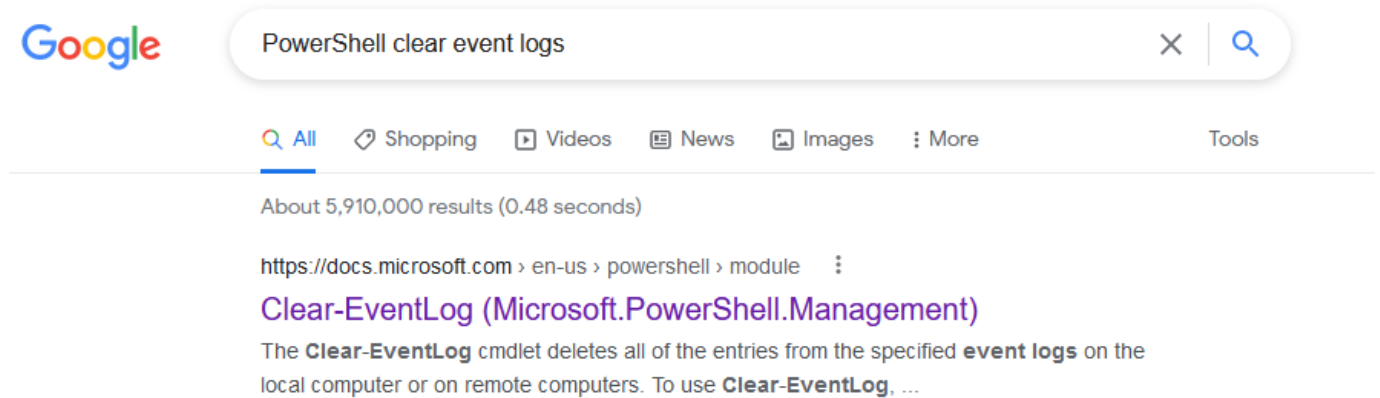 Google
PowerShell clear event logs
All Shopping Videos News Images More Tools
About 5,910,000 results (0.48 seconds)
https://docs.microsoft.com › en-us › powershell › module
Clear-EventLog (Microsoft.PowerShell.Management)
The Clear-EventLog cmdlet deletes all of the entries from the specified event logs on the
local computer or on remote computers. To use Clear-EventLog, ...